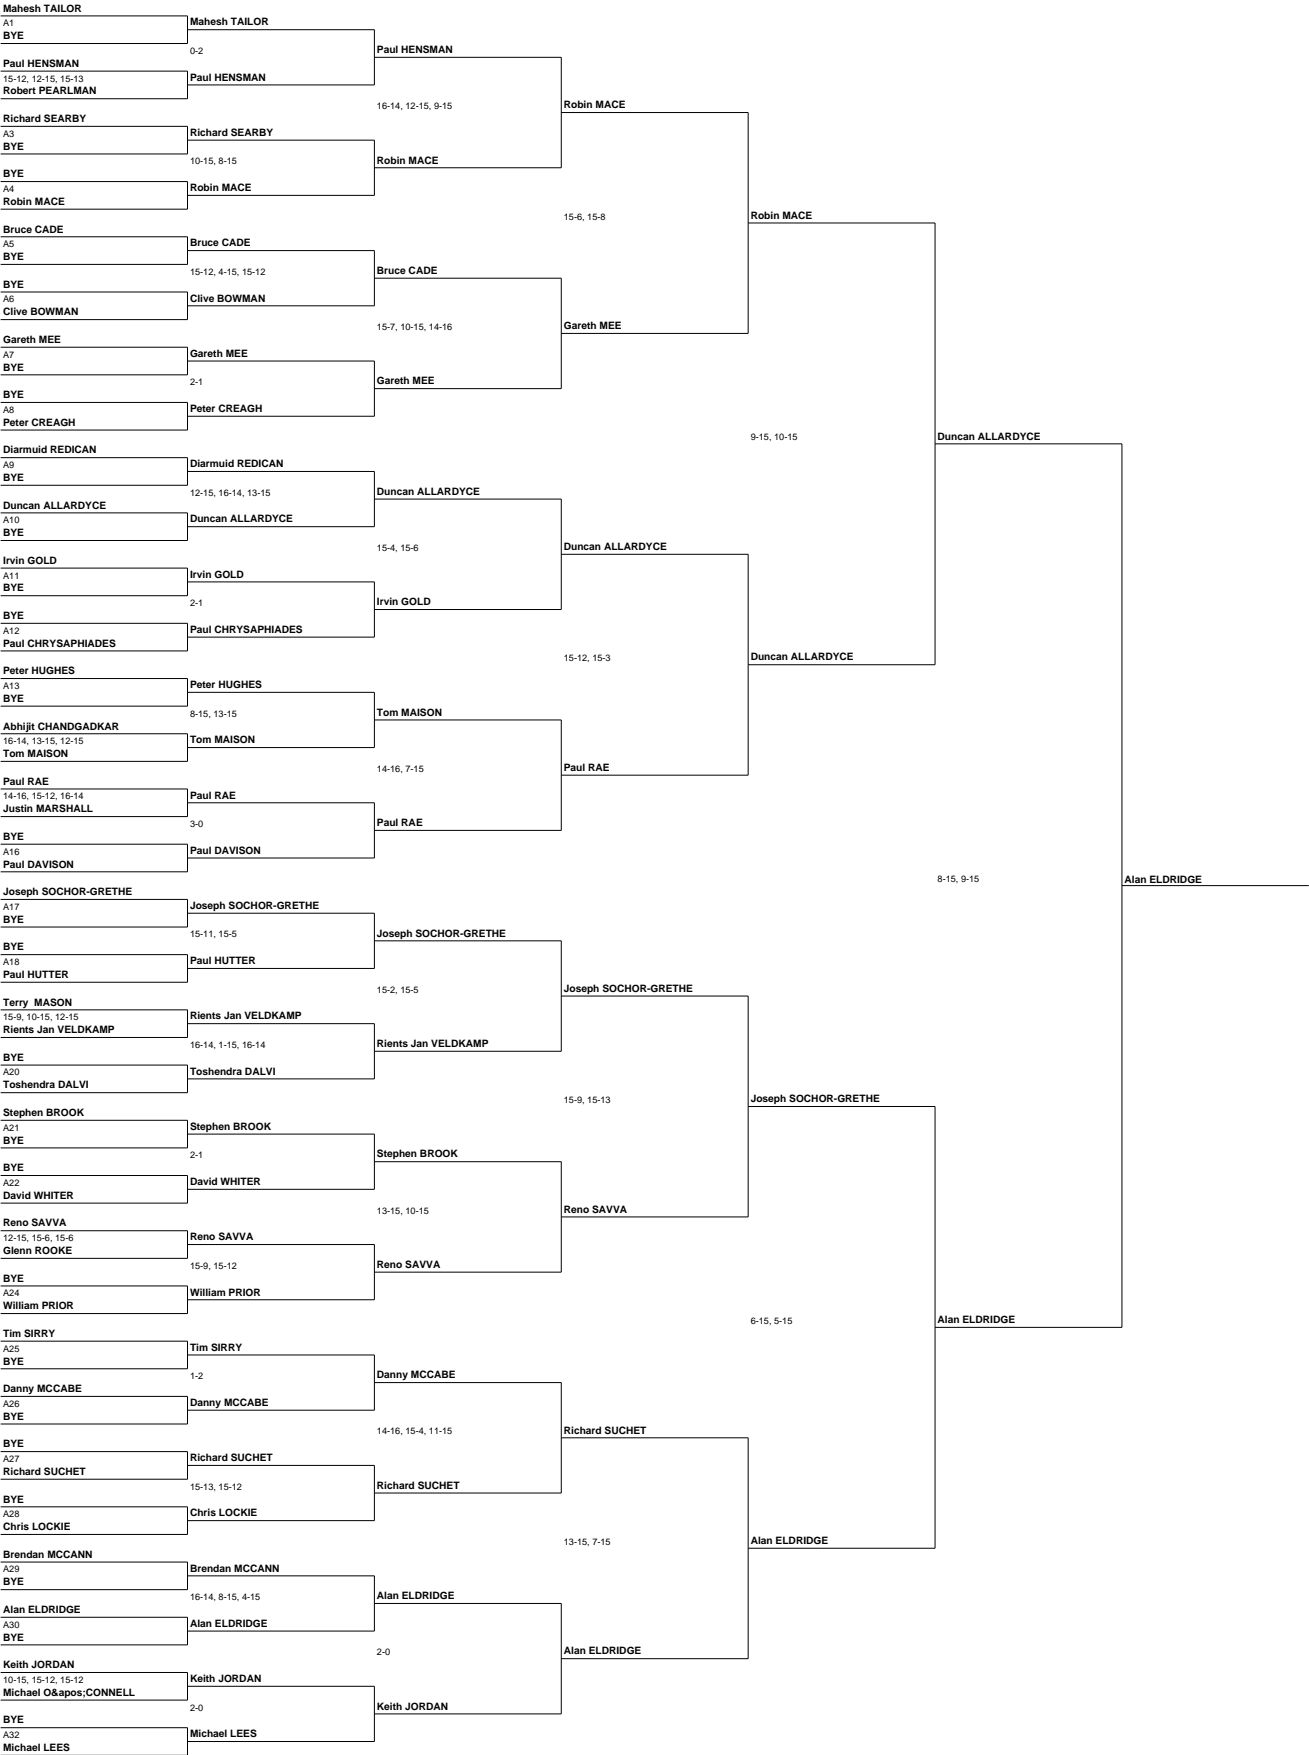 Mahesh TAILOR
A1
BYE
Mahesh TAILOR
0-2
Paul HENSMAN
15-12, 12-15, 15-13
Robert PEARLMAN
Paul HENSMAN
Paul HENSMAN
16-14, 12-15, 9-15
Richard SEARBY
A3
BYE
Richard SEARBY
10-15, 8-15
BYE
A4
Robin MACE
Robin MACE
Robin MACE
Robin MACE
15-6, 15-8
Bruce CADE
A5
BYE
Bruce CADE
15-12, 4-15, 15-12
BYE
A6
Clive BOWMAN
Clive BOWMAN
Bruce CADE
15-7, 10-15, 14-16
Gareth MEE
A7
BYE
Gareth MEE
2-1
BYE
A8
Peter CREAGH
Peter CREAGH
Gareth MEE
Gareth MEE
Robin MACE
9-15, 10-15
Diarmuid REDICAN
A9
BYE
Diarmuid REDICAN
12-15, 16-14, 13-15
Duncan ALLARDYCE
A10
BYE
Duncan ALLARDYCE
Duncan ALLARDYCE
15-4, 15-6
Irvin GOLD
A11
BYE
Irvin GOLD
2-1
BYE
A12
Paul CHRYSAPHIADES
Paul CHRYSAPHIADES
Irvin GOLD
Duncan ALLARDYCE
15-12, 15-3
Peter HUGHES
A13
BYE
Peter HUGHES
8-15, 13-15
Abhijit CHANDGADKAR
16-14, 13-15, 12-15
Tom MAISON
Tom MAISON
Tom MAISON
14-16, 7-15
Paul RAE
14-16, 15-12, 16-14
Justin MARSHALL
Paul RAE
3-0
BYE
A16
Paul DAVISON
Paul DAVISON
Paul RAE
Paul RAE
Duncan ALLARDYCE
Duncan ALLARDYCE
8-15, 9-15
Alan ELDRIDGE
Joseph SOCHOR-GRETHE
A17
BYE
Joseph SOCHOR-GRETHE
15-11, 15-5
BYE
A18
Paul HUTTER
Paul HUTTER
Joseph SOCHOR-GRETHE
15-2, 15-5
Terry  MASON
15-9, 10-15, 12-15
Rients Jan VELDKAMP
Rients Jan VELDKAMP
16-14, 1-15, 16-14
BYE
A20
Toshendra DALVI
Toshendra DALVI
Rients Jan VELDKAMP
Joseph SOCHOR-GRETHE
15-9, 15-13
Stephen BROOK
A21
BYE
Stephen BROOK
2-1
BYE
A22
David WHITER
David WHITER
Stephen BROOK
13-15, 10-15
Reno SAVVA
12-15, 15-6, 15-6
Glenn ROOKE
Reno SAVVA
15-9, 15-12
BYE
A24
William PRIOR
William PRIOR
Reno SAVVA
Reno SAVVA
Joseph SOCHOR-GRETHE
6-15, 5-15
Tim SIRRY
A25
BYE
Tim SIRRY
1-2
Danny MCCABE
A26
BYE
Danny MCCABE
Danny MCCABE
14-16, 15-4, 11-15
BYE
A27
Richard SUCHET
Richard SUCHET
15-13, 15-12
BYE
A28
Chris LOCKIE
Chris LOCKIE
Richard SUCHET
Richard SUCHET
13-15, 7-15
Brendan MCCANN
A29
BYE
Brendan MCCANN
16-14, 8-15, 4-15
Alan ELDRIDGE
A30
BYE
Alan ELDRIDGE
Alan ELDRIDGE
2-0
Keith JORDAN
10-15, 15-12, 15-12
Michael O&apos;CONNELL
Keith JORDAN
2-0
BYE
A32
Michael LEES
Michael LEES
Keith JORDAN
Alan ELDRIDGE
Alan ELDRIDGE
Alan ELDRIDGE